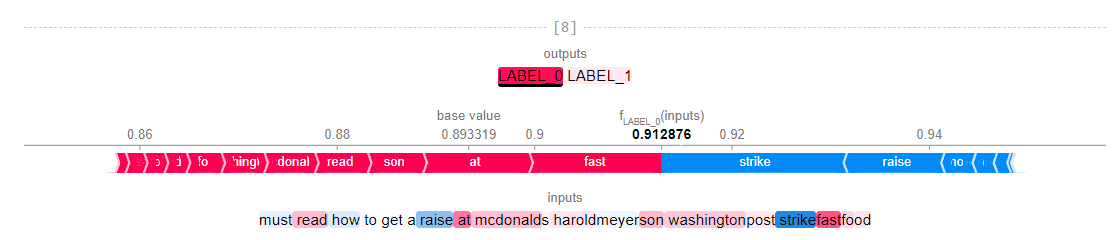 [8]
outputs
LABEL_0 LABEL_1
base value f LABEL_0(inputs)
0.86 0.88 0.893319 0.9 0.912876 0.92 0.94
fo hing donal read son at fast strike raise
inputs
must read how to get a raise at mcdonalds haroldmeyerson washingtonpost strikefastfood